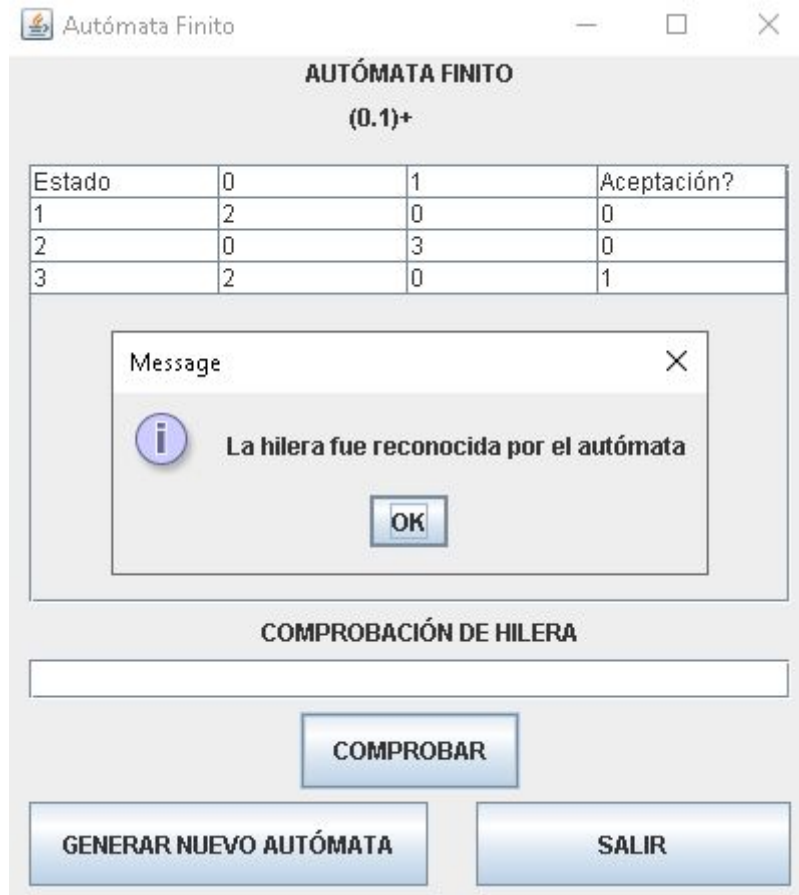 Autómata Finito
AUTÓMATA FINITO
(0.1)+
Estado 0 1 Aceptación?
1 2 0 0
2 0 3 0
3 2 0 1
Message
i
La hilera fue reconocida por el autómata
OK
COMPROBACIÓN DE HILERA
COMPROBAR
GENERAR NUEVO AUTÓMATA SALIR